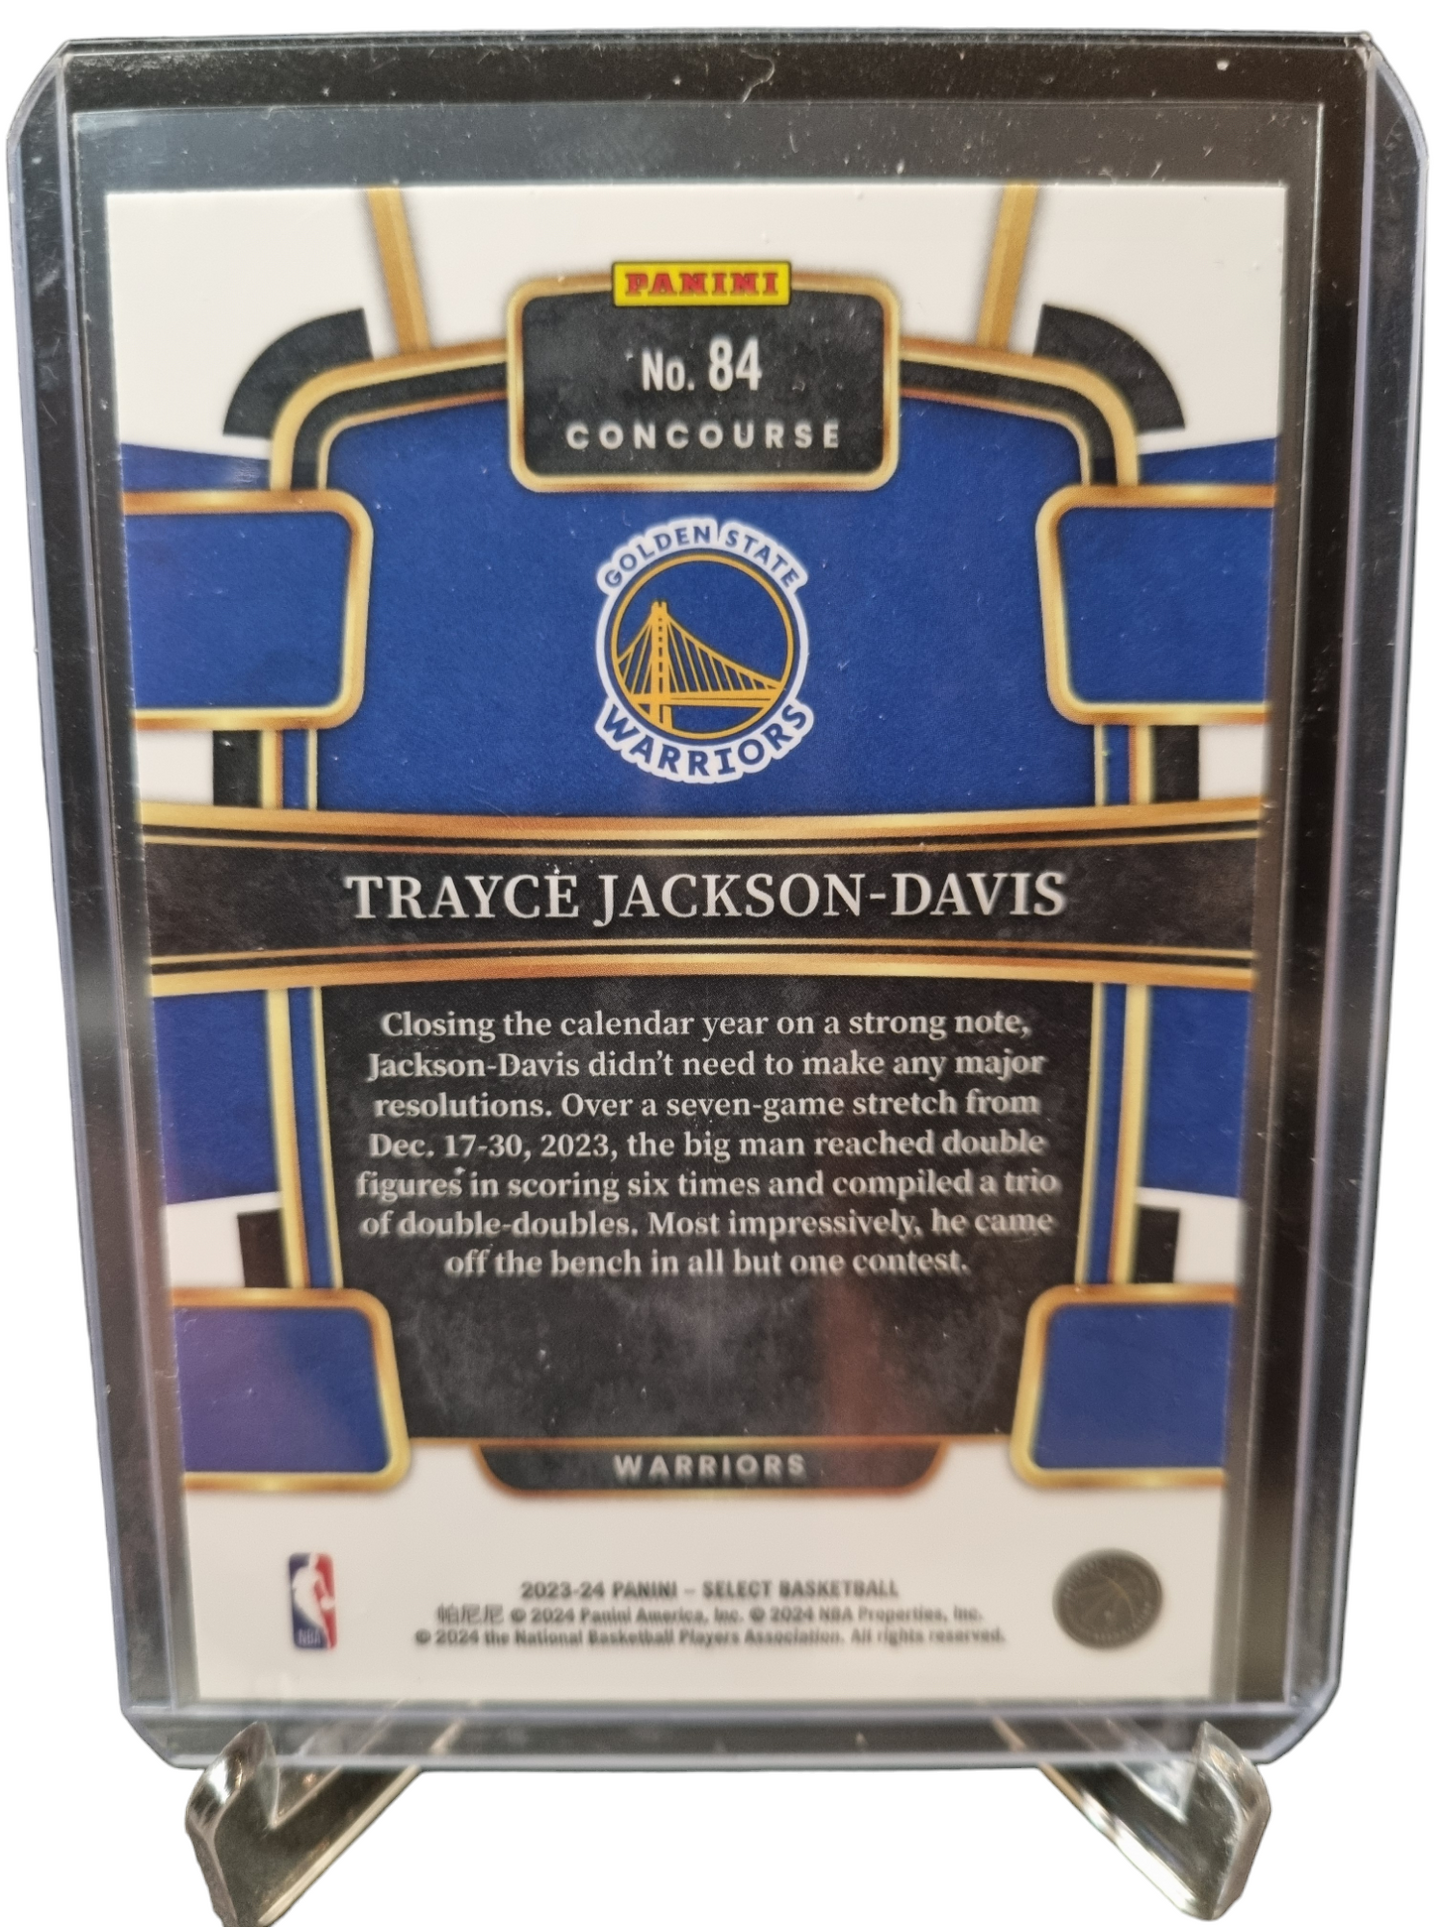 PANINI
No. 84
CONCOURSE
GOLDEN STATE
WARRIORS
TRAYCE JACKSON-DAVIS
Closing the calendar year on a strong note,
Jackson-Davis didn't need to make any major
resolutions. Over a seven-game stretch from
Dec. 17-30, 2023, the big man reached double
figures in scoring six times and compiled a trio
of double-doubles. Most impressively, he came
off the bench in all but one contest.
WARRIORS
NBA
2023-24 PANINI – SELECT BASKETBALL
帕尼尼 © 2024 Panini America, Inc. © 2024 NBA Properties, Inc.
© 2024 the National Basketball Players Association. All rights reserved.